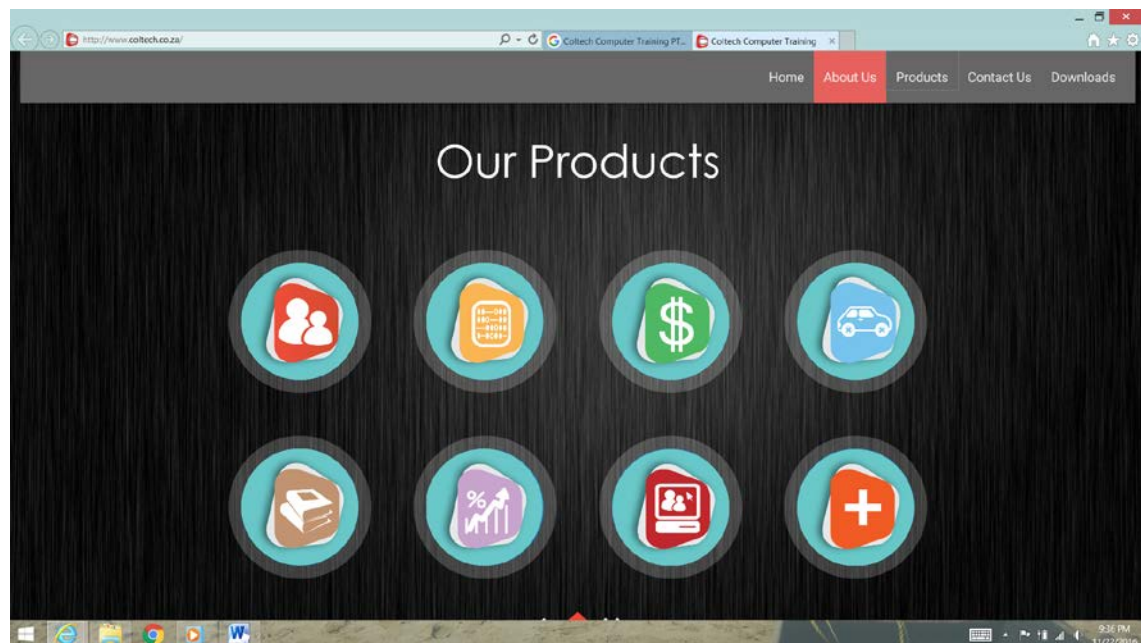 http://www.coltech.co.za/
Coltech Computer Training PT...
Coltech Computer Training
Home
About Us
Products
Contact Us
Downloads
Our Products
$
%
9:36 PM